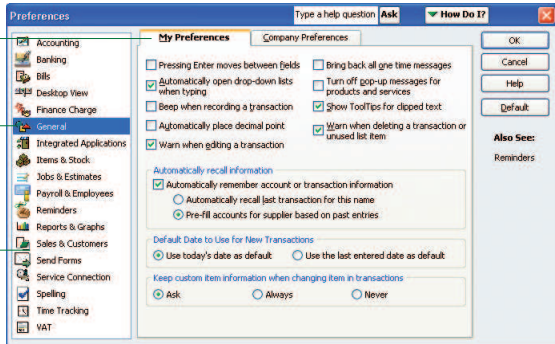 Preferences
Type a help question Ask
How Do I?
Accounting
Banking
Bills
Desktop View
Finance Charge
General
Integrated Applications
Items & Stock
Jobs & Estimates
Payroll & Employees
Reminders
Reports & Graphs
Sales & Customers
Send Forms
Service Connection
Spelling
Time Tracking
VAT
My Preferences
Company Preferences
Pressing Enter moves between fields
Automatically open drop-down lists
when typing
Beep when recording a transaction
Automatically place decimal point
Warn when editing a transaction
Bring back all one time messages
Turn off pop-up messages for
products and services
Show ToolTips for clipped text
Warn when deleting a transaction or
unused list item
Automatically recall information
Automatically remember account or transaction information
Automatically recall last transaction for this name
Pre-fill accounts for supplier based on past entries
Default Date to Use for New Transactions
Use today's date as default
Use the last entered date as default
Keep custom item information when changing item in transactions
Ask
Always
Never
OK
Cancel
Help
Default
Also See:
Reminders